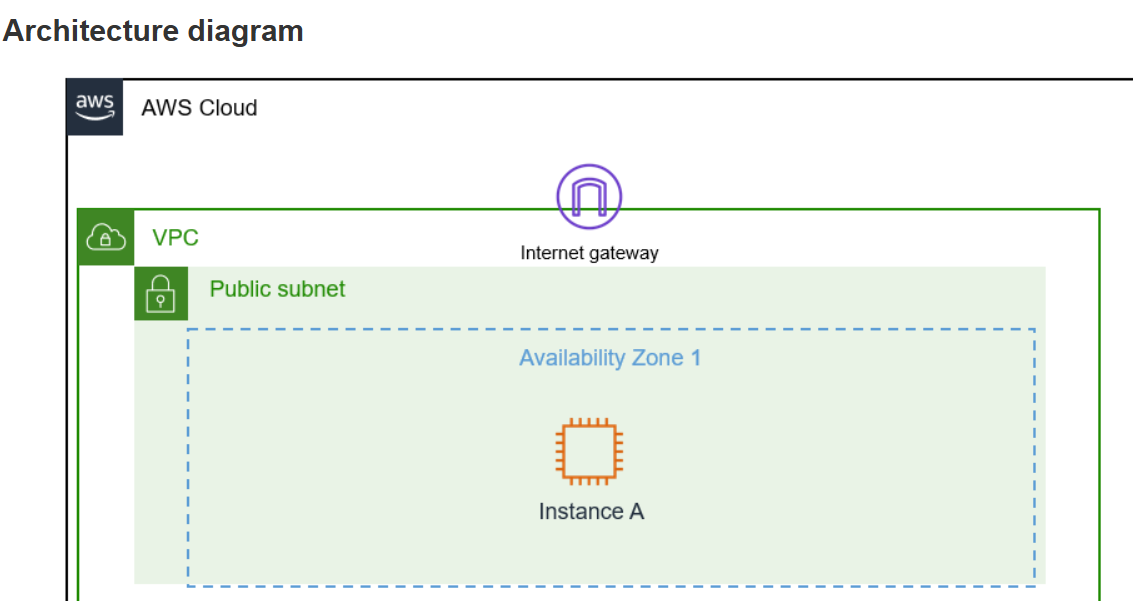 Architecture diagram
aws
AWS Cloud
Internet gateway
VPC
Public subnet
Availability Zone 1
Instance A